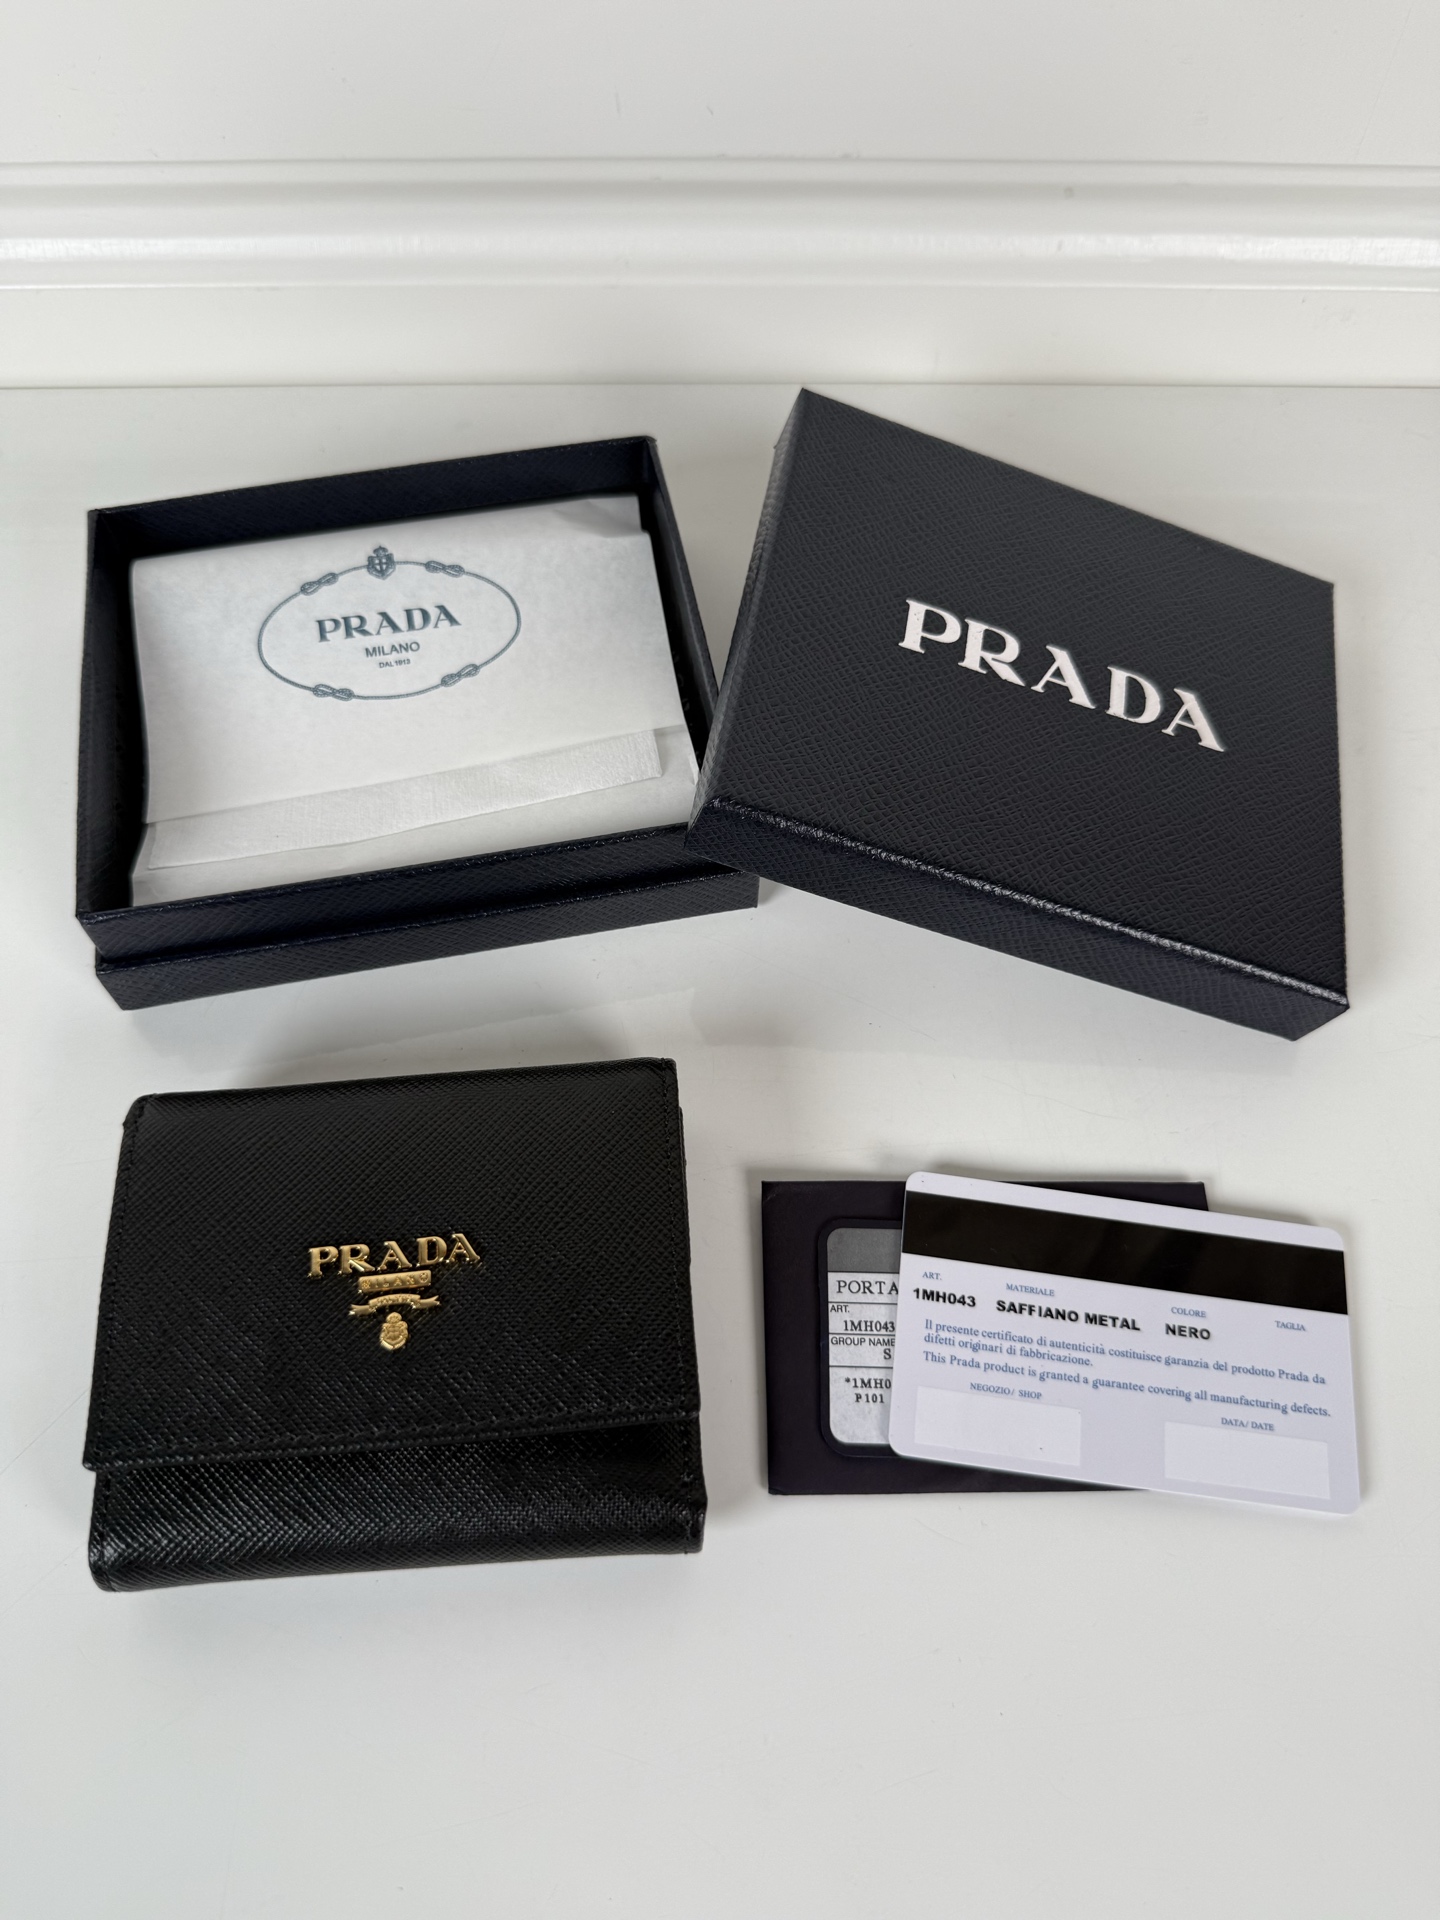 PRADA
MILANO
DAL 1913
PRADA
PRADA
MILANO
PORTA
ART.
1MH043
GROUP NAME
S
*1MH0
P101
ART. MATERIALE COLORE TAGLIA
1MH043 SAFFIANO METAL NERO
Il presente certificato di autenticità costituisce garanzia del prodotto Prada da
difetti originari di fabbricazione.
This Prada product is granted a guarantee covering all manufacturing defects.
NEGOZIO/ SHOP DATA/ DATE